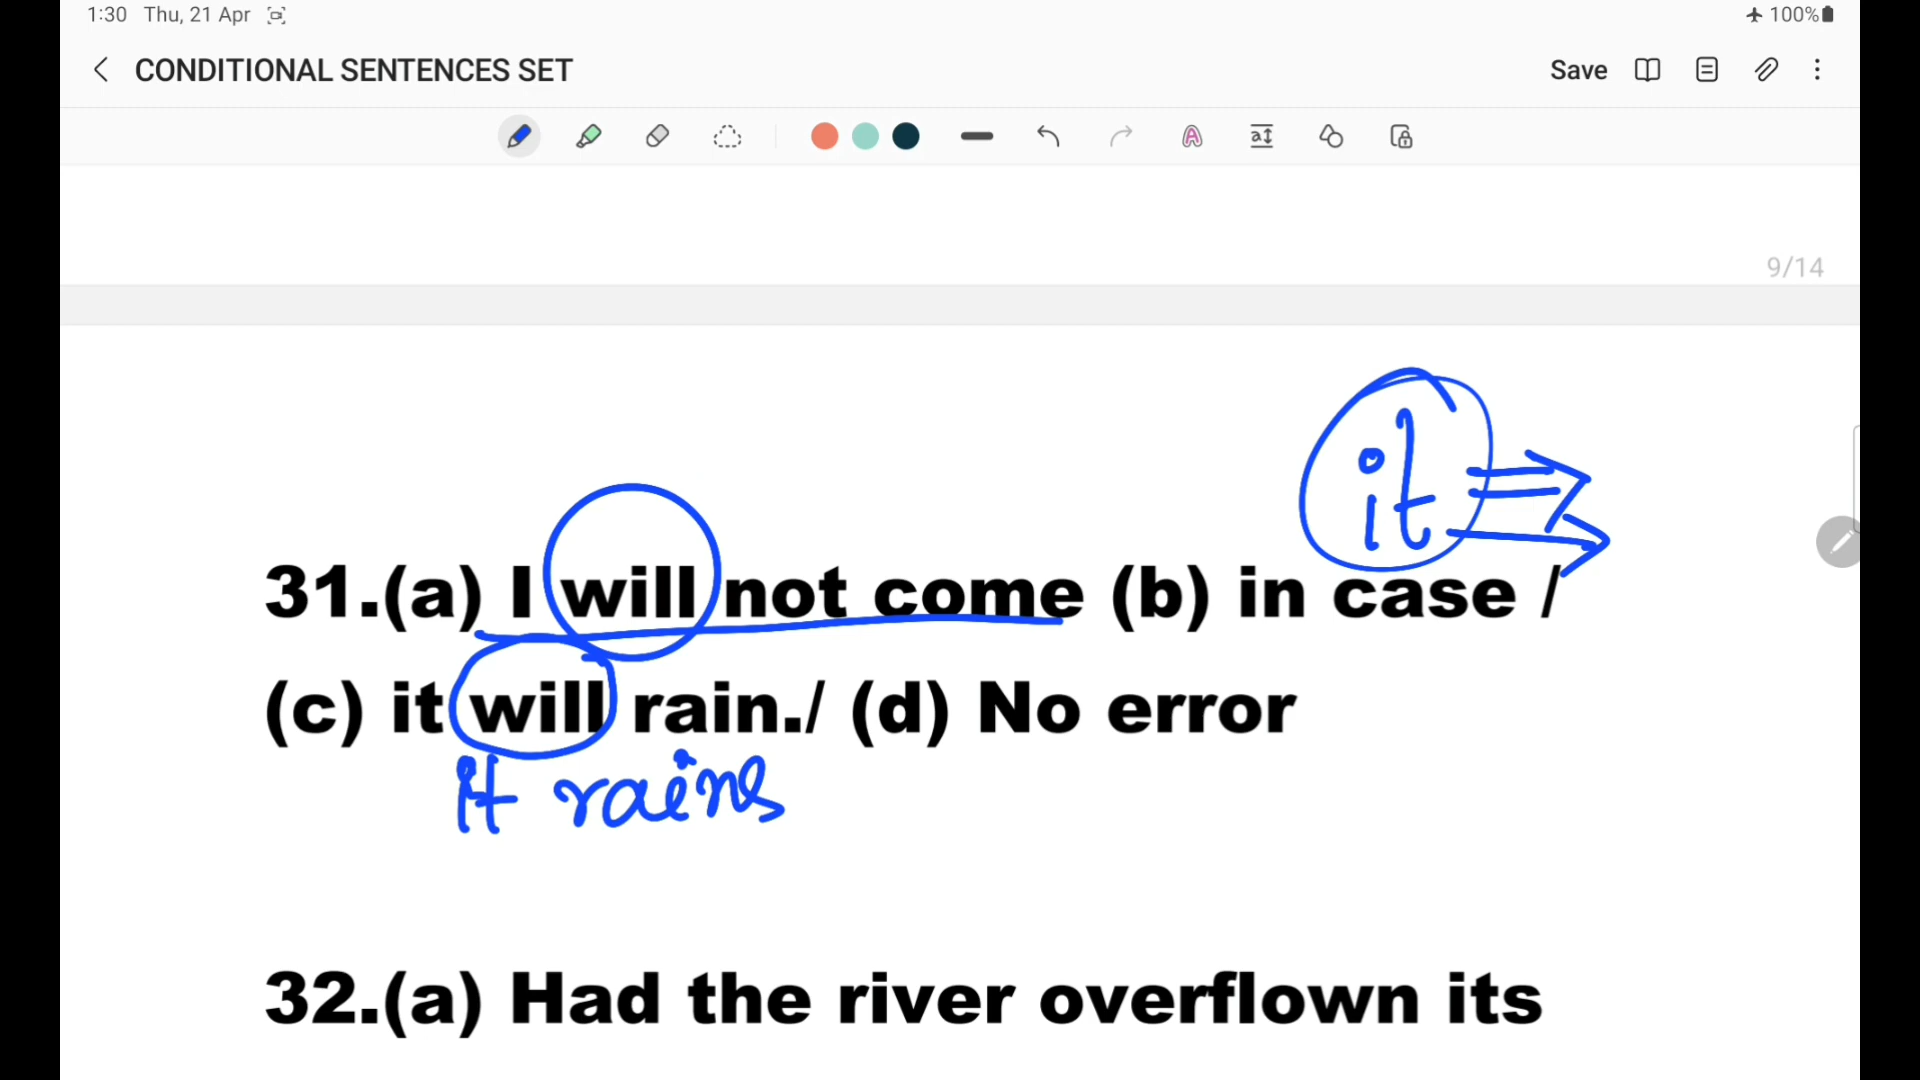 1:30 Thu, 21 Apr 100%
CONDITIONAL SENTENCES SET Save
9/14
it
31.(a) I will not come (b) in case /
(c) it will rain./ (d) No error
it rains
32.(a) Had the river overflown its